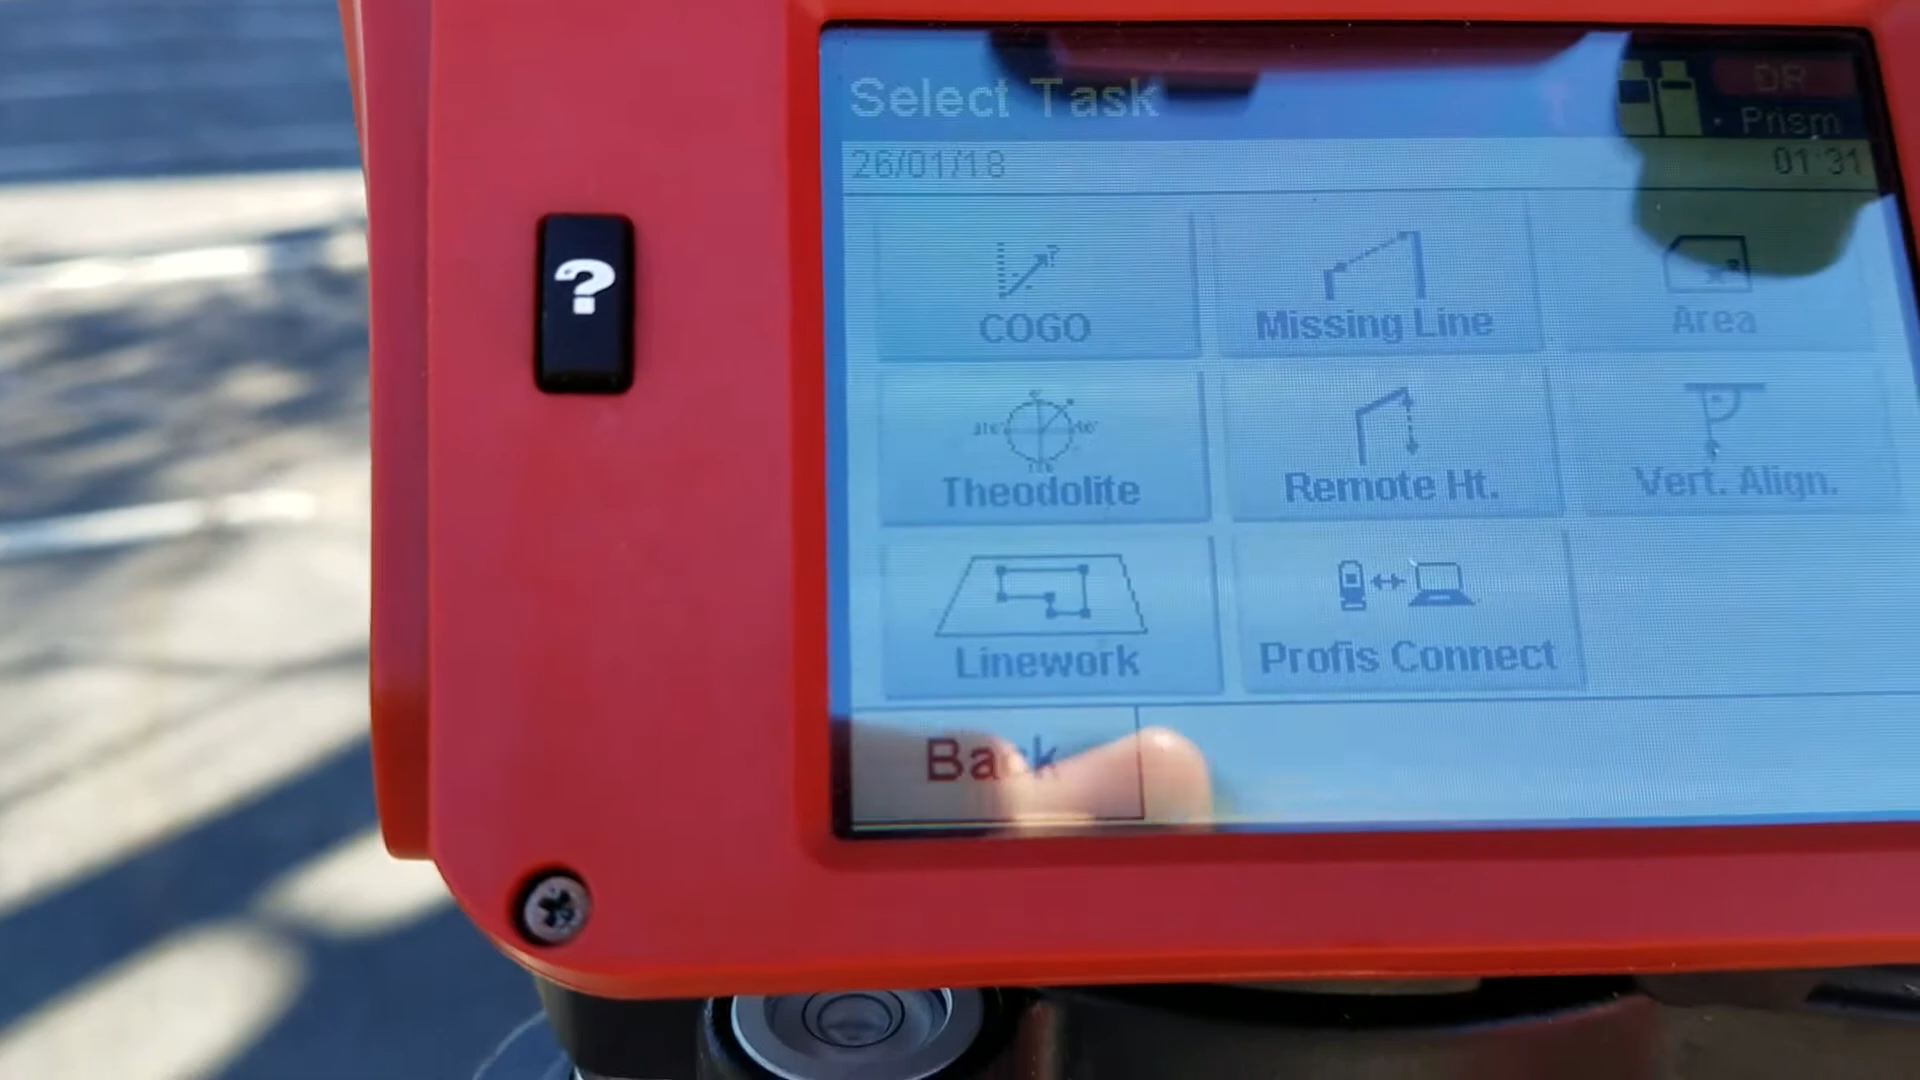 Select Task
DR
Prism
26/01/18
01:31
?
COGO
Missing Line
Area
Theodolite
Remote Ht.
Vert. Align.
Linework
Profis Connect
Back